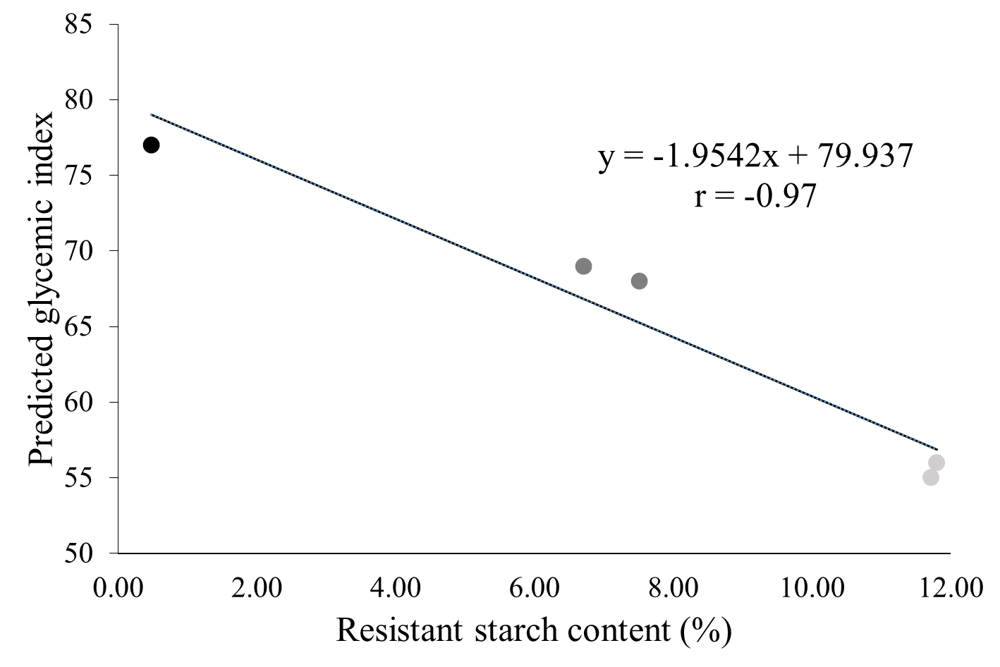 85
80
75
70
65
60
55
50
Predicted glycemic index
y = -1.9542x + 79.937
r = -0.97
0.00 2.00 4.00 6.00 8.00 10.00 12.00
Resistant starch content (%)